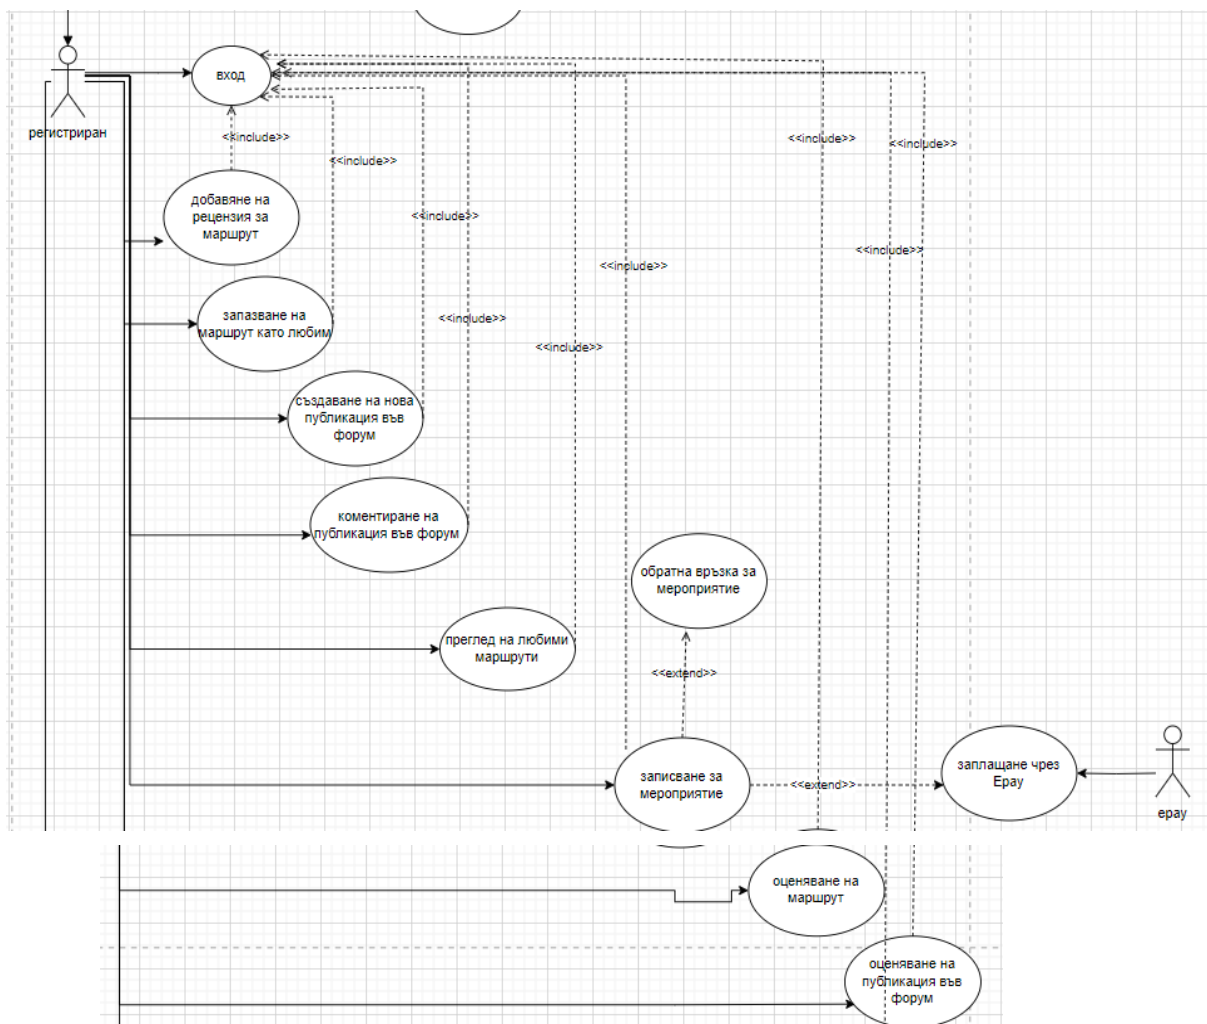 вход
регистриран
<<include>>
<<include>>
<<include>>
<<include>>
добавяне на
рецензия за
маршрут
<<include>>
<<include>>
<<include>>
запазване на
маршрут като любим
<<include>>
<<include>>
създаване на нова
публикация във
форум
коментиране на
публикация във форум
обратна връзка за
мероприятие
преглед на любими
маршрути
<<extend>>
записване за
мероприятие
<<extend>>
заплащане чрез
Epay
epay
оценяване на
маршрут
оценяване на
публикация във
форум